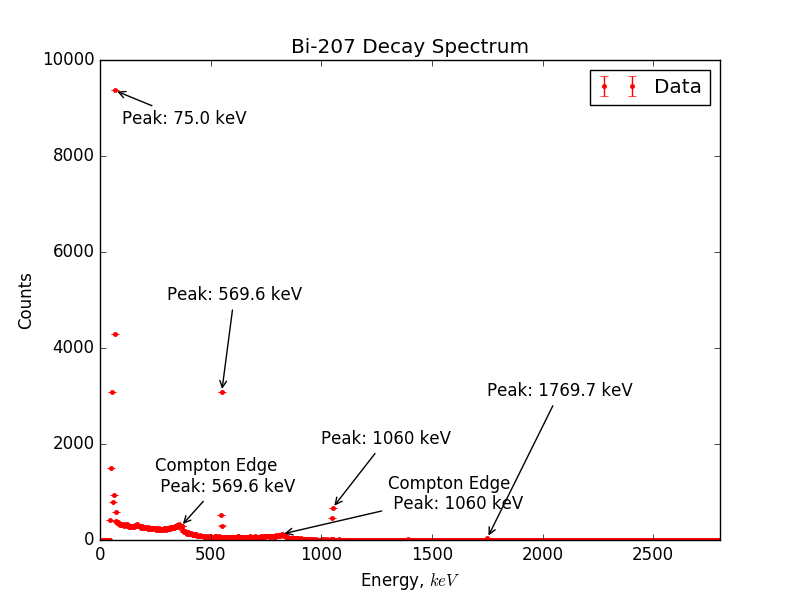 Bi-207 Decay Spectrum
10000
8000
6000
4000
2000
0
Counts
Data
Peak: 75.0 keV
Peak: 569.6 keV
Peak: 1769.7 keV
Peak: 1060 keV
Compton Edge
Peak: 569.6 keV
Compton Edge
Peak: 1060 keV
0 500 1000 1500 2000 2500
Energy, keV